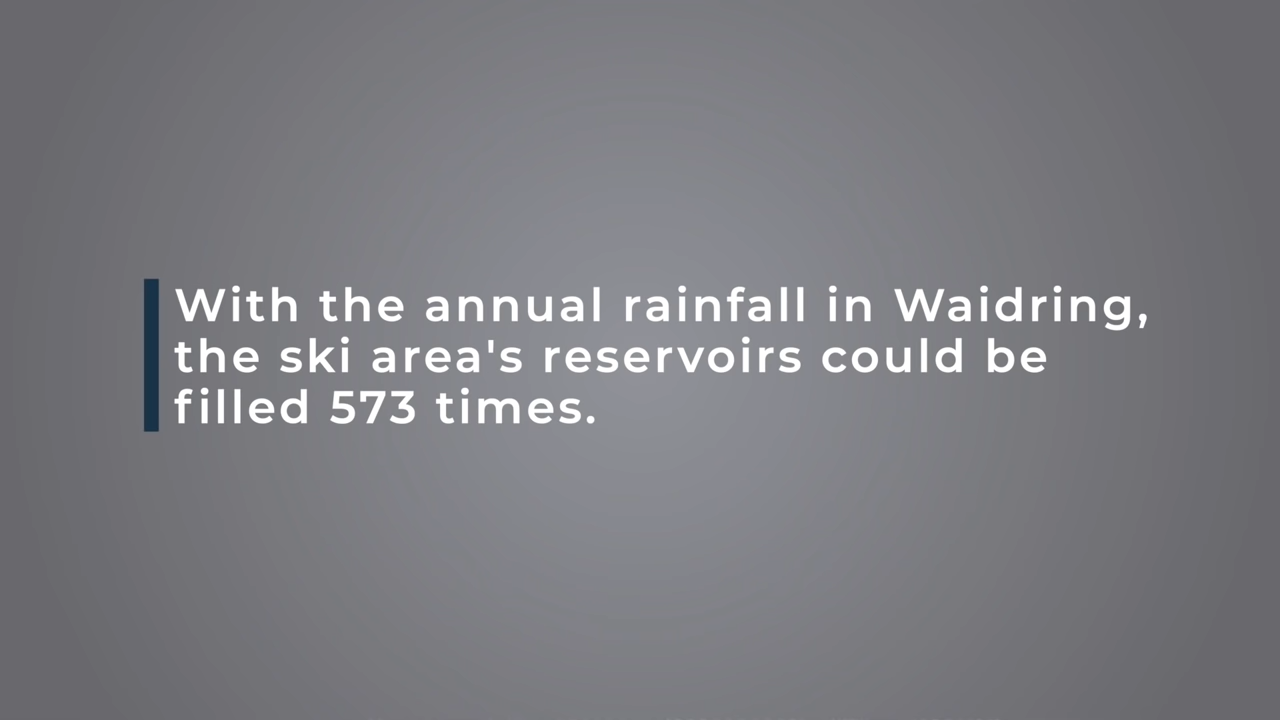 With the annual rainfall in Waidring,
the ski area's reservoirs could be
filled 573 times.